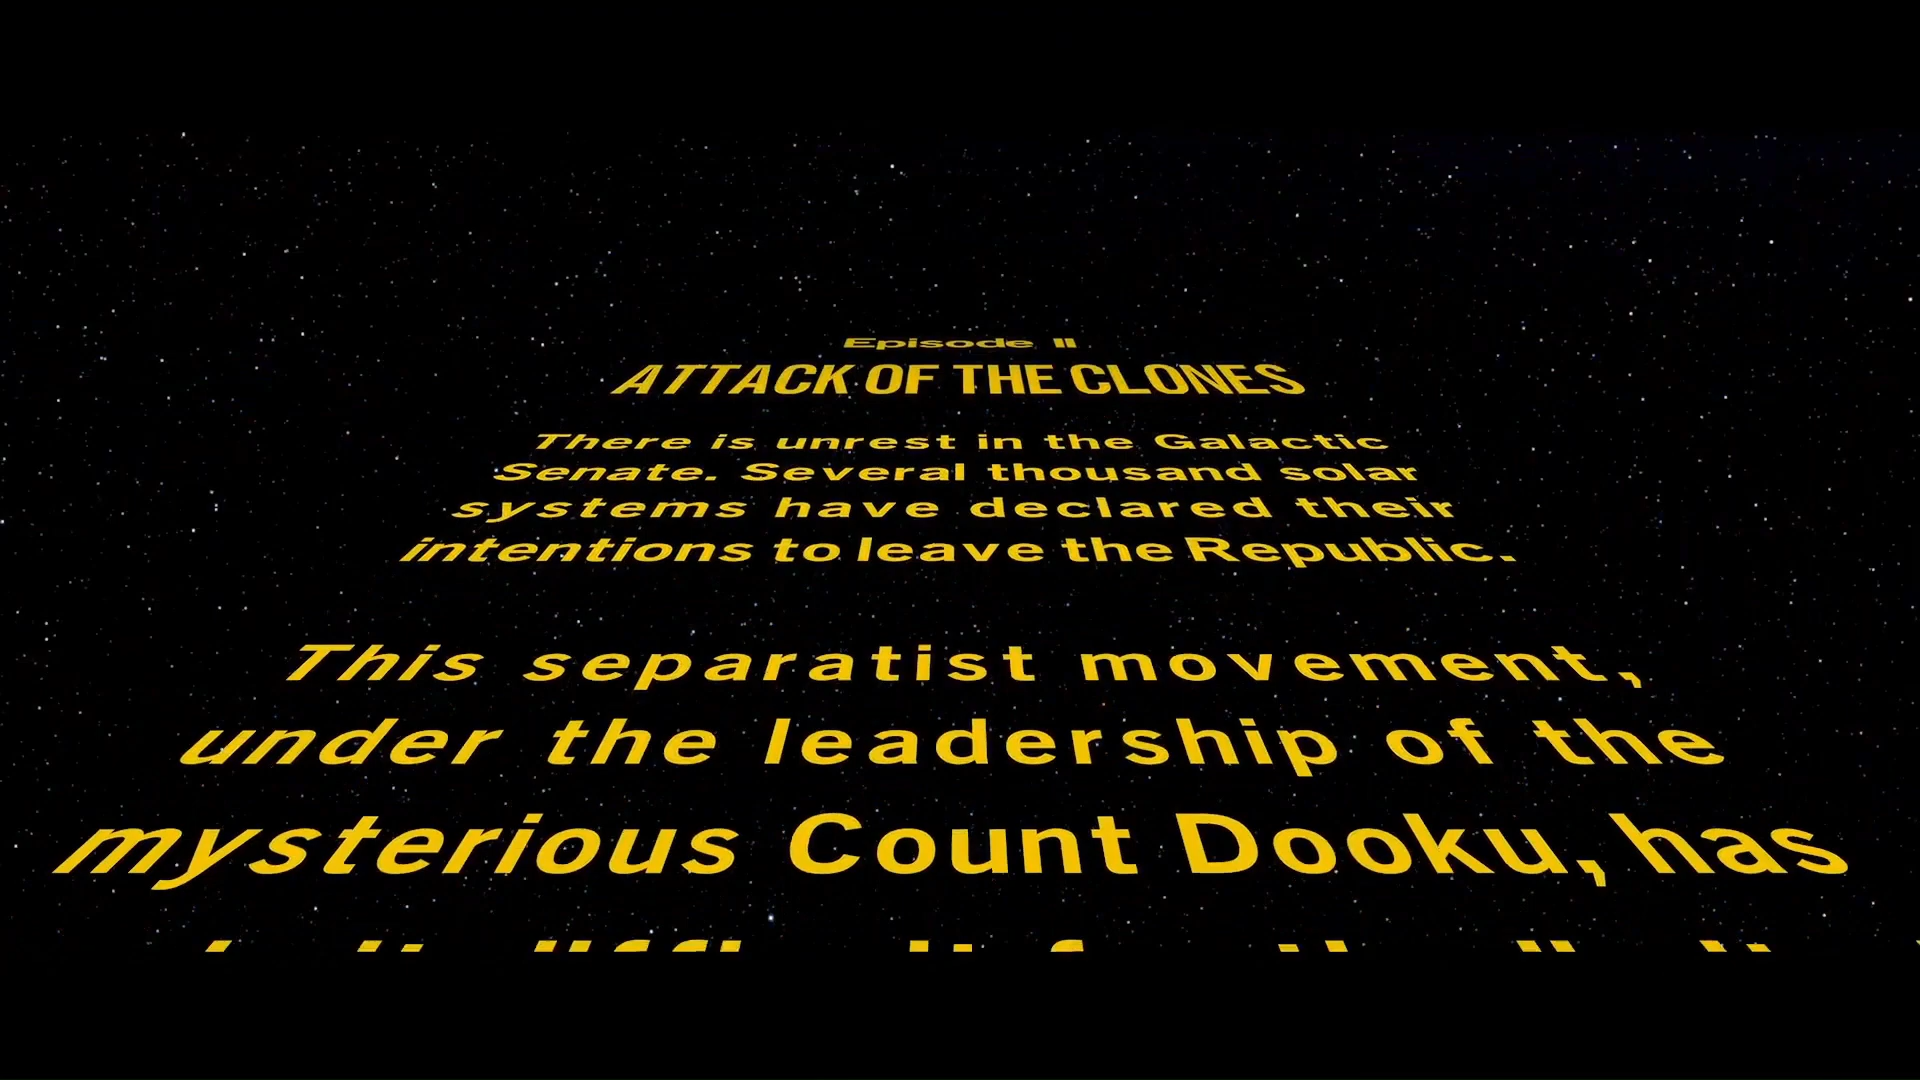 Episode II
ATTACK OF THE CLONES
There is unrest in the Galactic
Senate. Several thousand solar
systems have declared their
intentions to leave the Republic.
This separatist movement,
under the leadership of the
mysterious Count Dooku, has